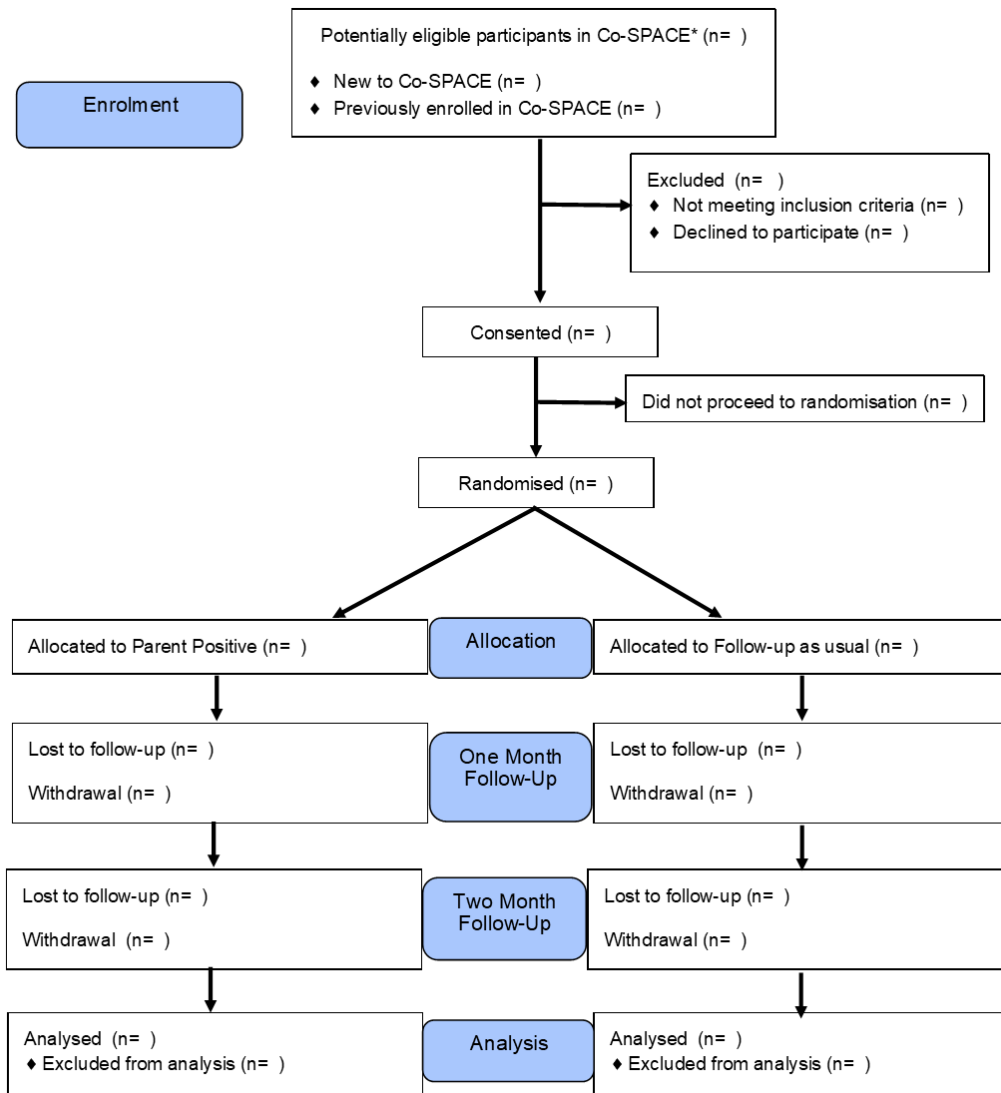 Potentially eligible participants in Co-SPACE* (n= )
♦ New to Co-SPACE (n= )
♦ Previously enrolled in Co-SPACE (n= )
Enrolment
Excluded (n= )
♦ Not meeting inclusion criteria (n= )
♦ Declined to participate (n= )
Consented (n= )
Did not proceed to randomisation (n= )
Randomised (n= )
Allocated to Parent Positive (n= )
Allocation
Allocated to Follow-up as usual (n= )
Lost to follow-up (n= )
Withdrawal (n= )
One Month
Follow-Up
Lost to follow-up (n= )
Withdrawal (n= )
Lost to follow-up (n= )
Withdrawal (n= )
Two Month
Follow-Up
Lost to follow-up (n= )
Withdrawal (n= )
Analysed (n= )
♦ Excluded from analysis (n= )
Analysis
Analysed (n= )
♦ Excluded from analysis (n= )